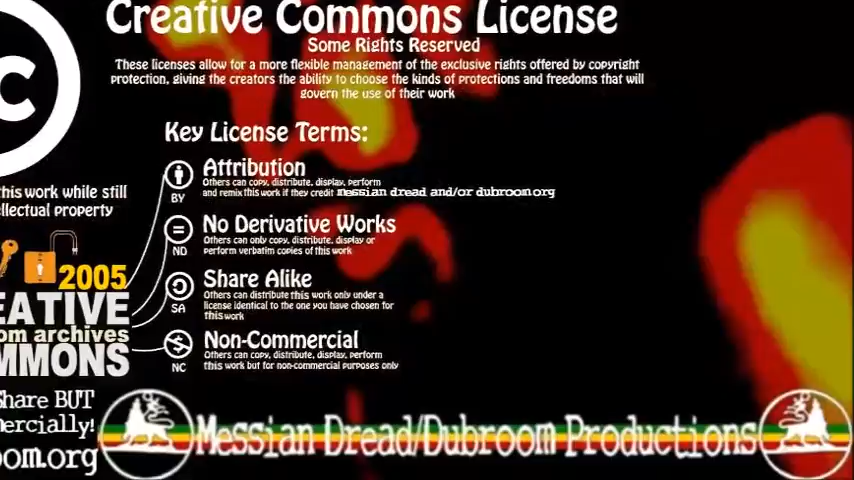 Creative Commons License
Some Rights Reserved
These licenses allow for a more flexible management of the exclusive rights offered by copyright
protection, giving the creators the ability to choose the kinds of protections and freedoms that will
govern the use of their work
Key License Terms:
Attribution
Others can copy, distribute, display, perform
and remix this work if they credit messian dread and/or dubroom.org
BY
this work while still
ellectual property
No Derivative Works
Others can only copy, distribute, display or
perform verbatim copies of this work
ND
2005
EATIVE
om archives
MMONS
Share Alike
Others can distribute this work only under a
license identical to the one you have chosen for
this work
SA
Non-Commercial
Others can copy, distribute, display, perform
this work but for non-commercial purposes only
NC
Share BUT
ercially!
oom.org
Messian Dread/Dubroom Productions